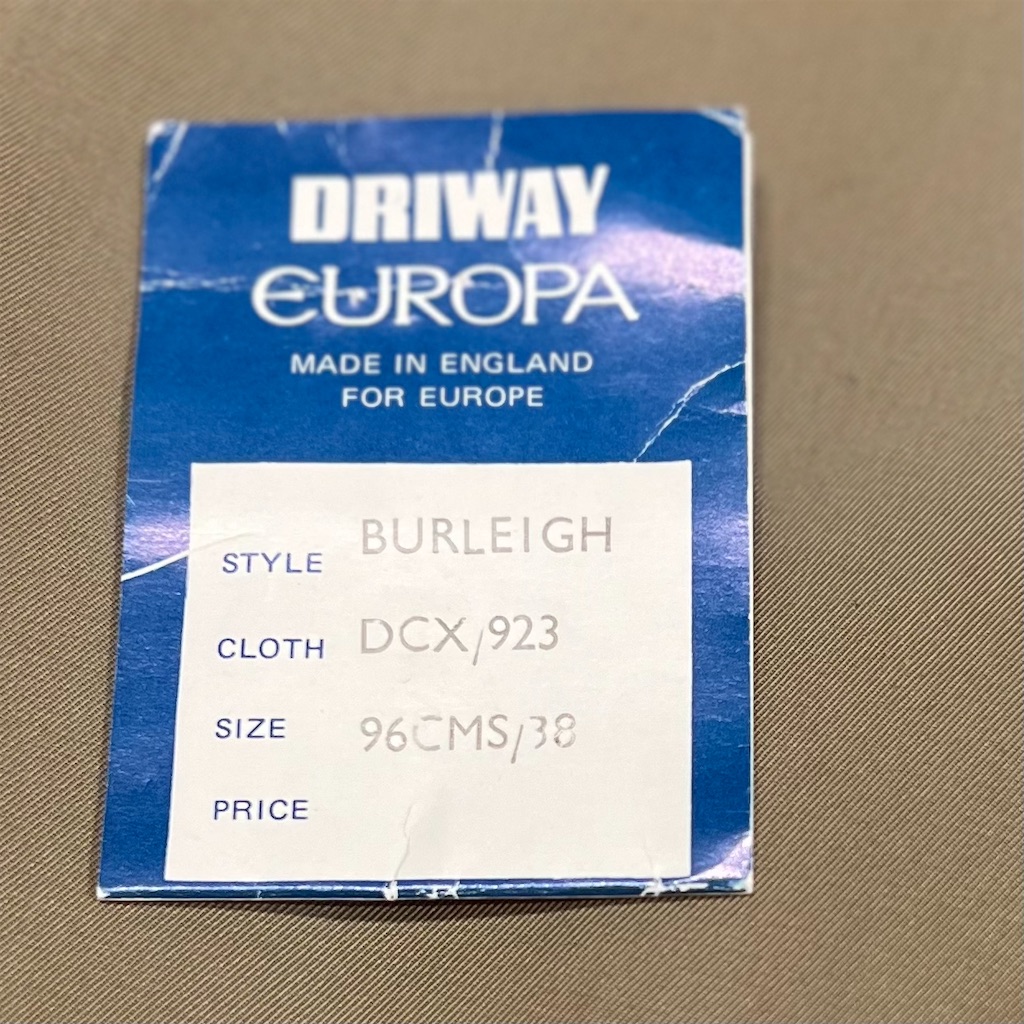 DRIWAY
EUROPA
MADE IN ENGLAND
FOR EUROPE
STYLE BURLEIGH
CLOTH DCX/923
SIZE 96CMS/38
PRICE